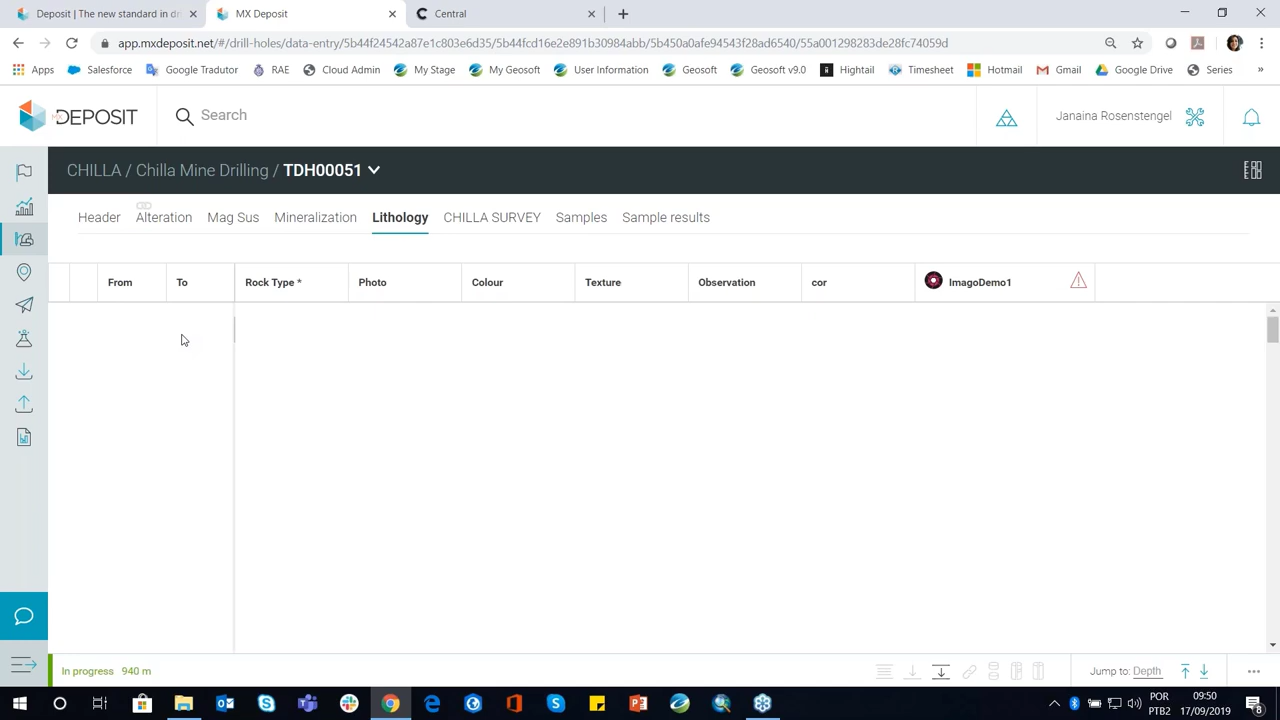 Deposit | The new standard in dr
MX Deposit
Central
app.mxdeposit.net/#/drill-holes/data-entry/5b44f24542a87e1c803e6d35/5b44fcd16e2e891b30984abb/5b450a0afe94543f28ad6540/55a001298283de28fc74059d
Apps
Salesforce
Google Tradutor
RAE
Cloud Admin
My Stage
My Geosoft
User Information
Geosoft
Geosoft v9.0
Hightail
Timesheet
Hotmail
Gmail
Google Drive
Series
»
MX DEPOSIT
Search
Janaina Rosenstengel
CHILLA / Chilla Mine Drilling / TDH00051
Header
Alteration
Mag Sus
Mineralization
Lithology
CHILLA SURVEY
Samples
Sample results
From
To
Rock Type *
Photo
Colour
Texture
Observation
cor
ImagoDemo1
In progress 940 m
Jump to: Depth
POR
PTB2
09:50
17/09/2019
8